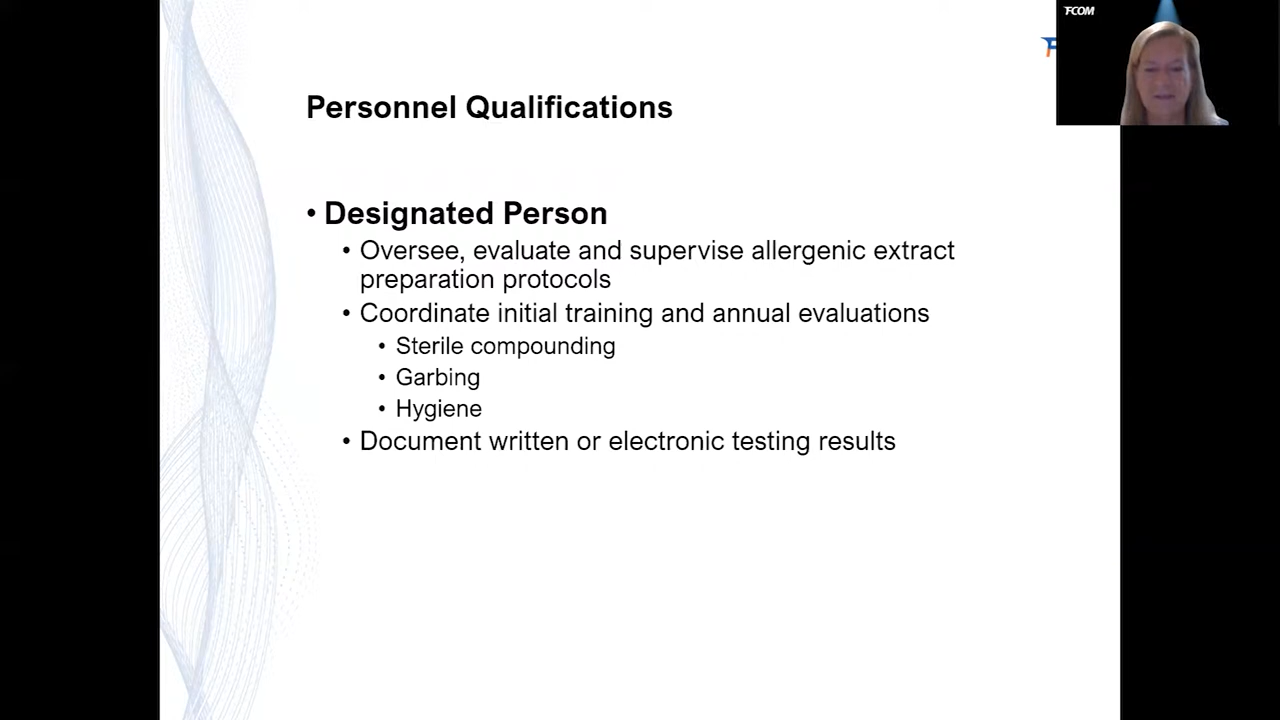 FCOM
Personnel Qualifications
• Designated Person
• Oversee, evaluate and supervise allergenic extract
preparation protocols
• Coordinate initial training and annual evaluations
• Sterile compounding
• Garbing
• Hygiene
• Document written or electronic testing results